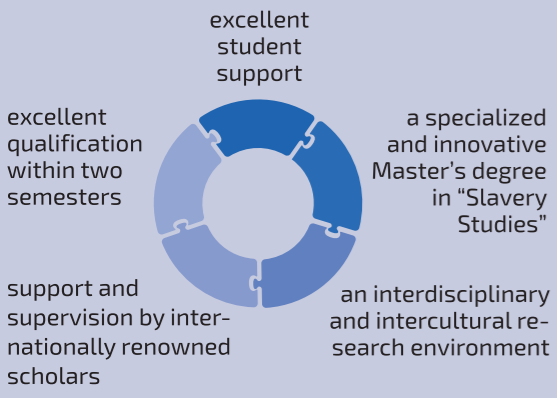 excellent
student
support
a specialized
and innovative
Master's degree
in “Slavery
Studies”
an interdisciplinary
and intercultural re-
search environment
support and
supervision by inter-
nationally renowned
scholars
excellent
qualification
within two
semesters